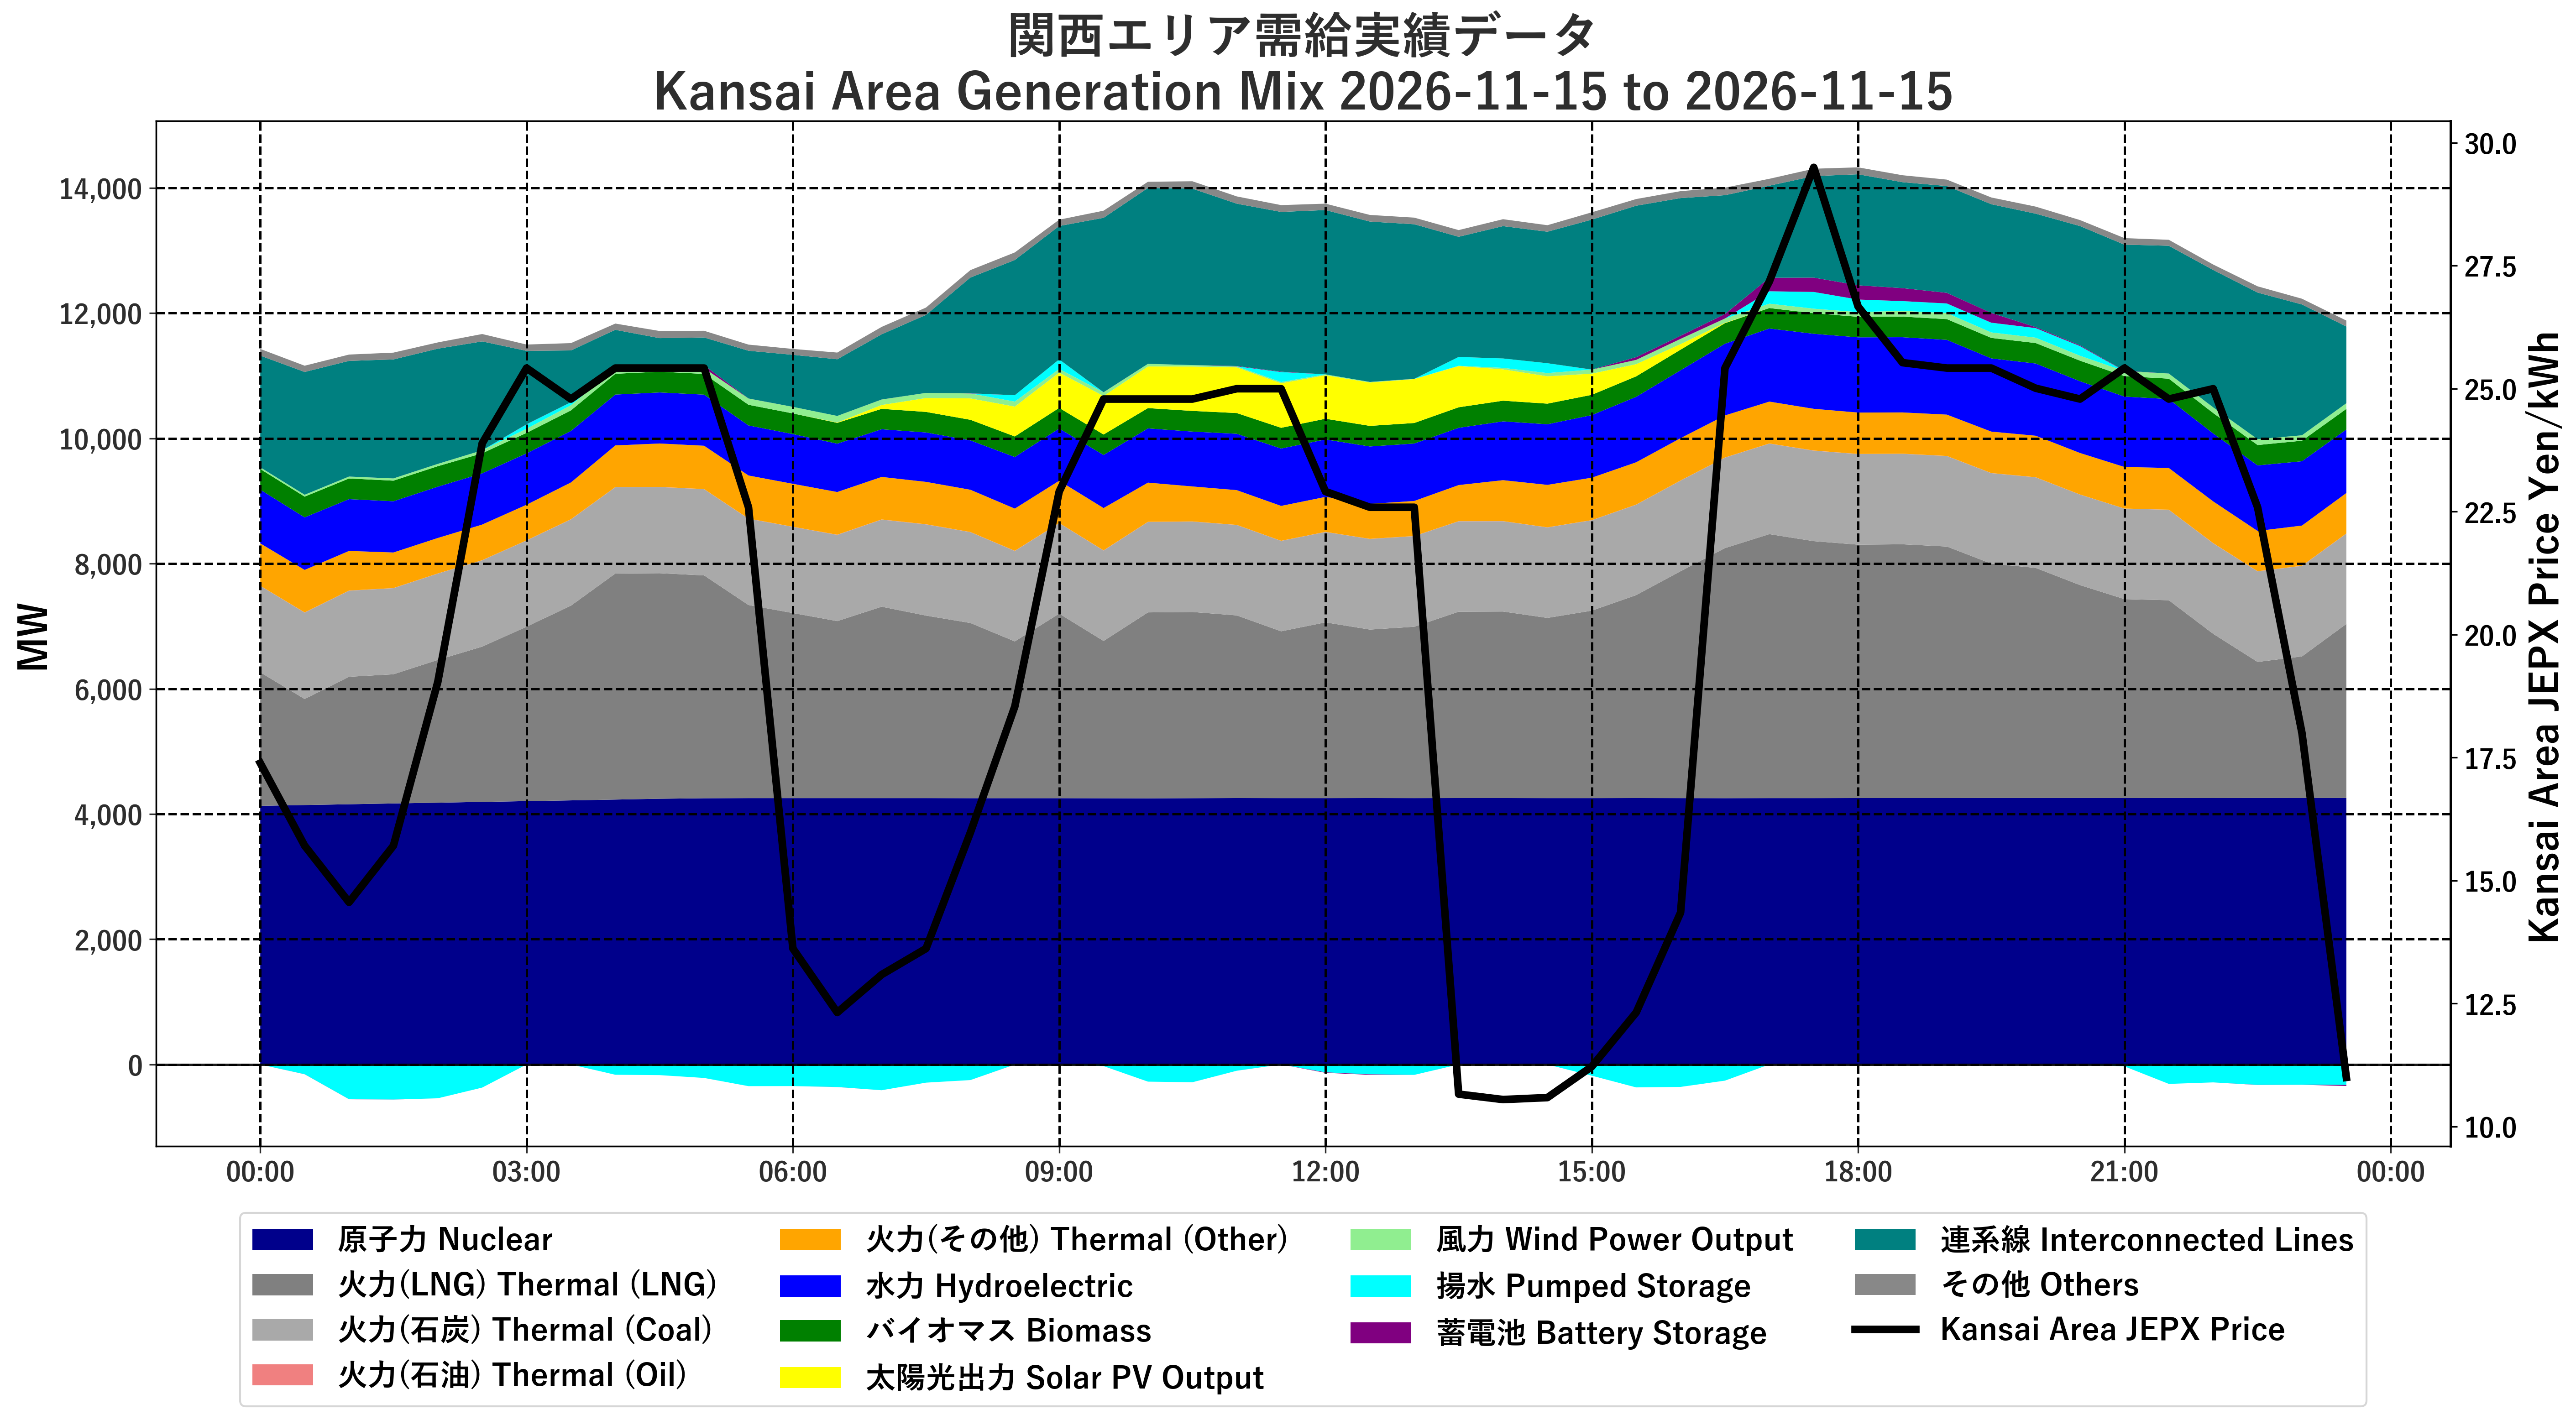 関西エリア需給実績データ
Kansai Area Generation Mix 2026-11-15 to 2026-11-15
MW
14,000
12,000
10,000
8,000
6,000
4,000
2,000
0
30.0
27.5
25.0
22.5
20.0
17.5
15.0
12.5
10.0
Kansai Area JEPX Price Yen/kWh
00:00 03:00 06:00 09:00 12:00 15:00 18:00 21:00 00:00
原子力 Nuclear
火力(LNG) Thermal (LNG)
火力(石炭) Thermal (Coal)
火力(石油) Thermal (Oil)
火力(その他) Thermal (Other)
水力 Hydroelectric
バイオマス Biomass
太陽光出力 Solar PV Output
風力 Wind Power Output
揚水 Pumped Storage
蓄電池 Battery Storage
連系線 Interconnected Lines
その他 Others
Kansai Area JEPX Price